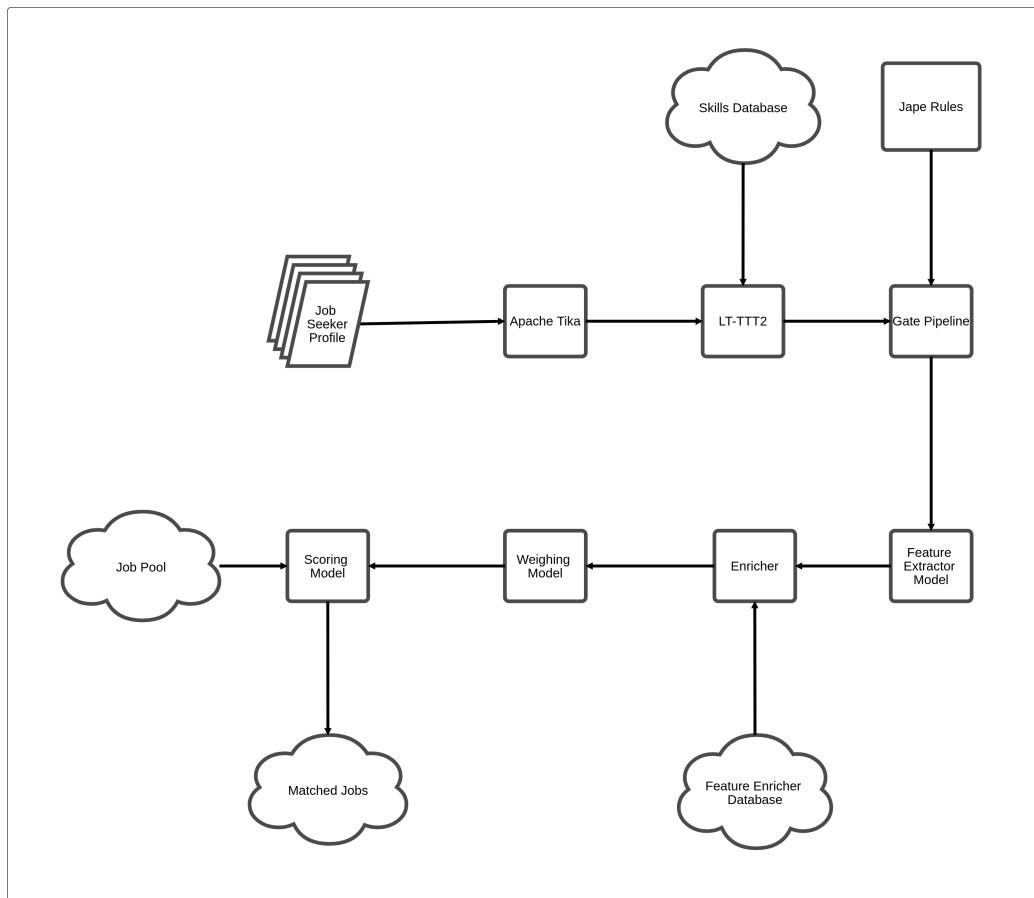 Skills Database
Jape Rules
Job
Seeker
Profile
Apache Tika
LT-TTT2
Gate Pipeline
Job Pool
Scoring
Model
Weighing
Model
Enricher
Feature
Extractor
Model
Matched Jobs
Feature Enricher
Database